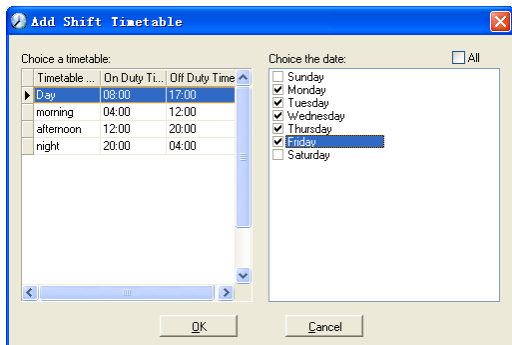 Add Shift Timetable
Choice a timetable:
Timetable ... On Duty Ti... Off Duty Time
Day 08:00 17:00
morning 04:00 12:00
afternoon 12:00 20:00
night 20:00 04:00
Choice the date:
All
Sunday
Monday
Tuesday
Wednesday
Thursday
Friday
Saturday
OK
Cancel